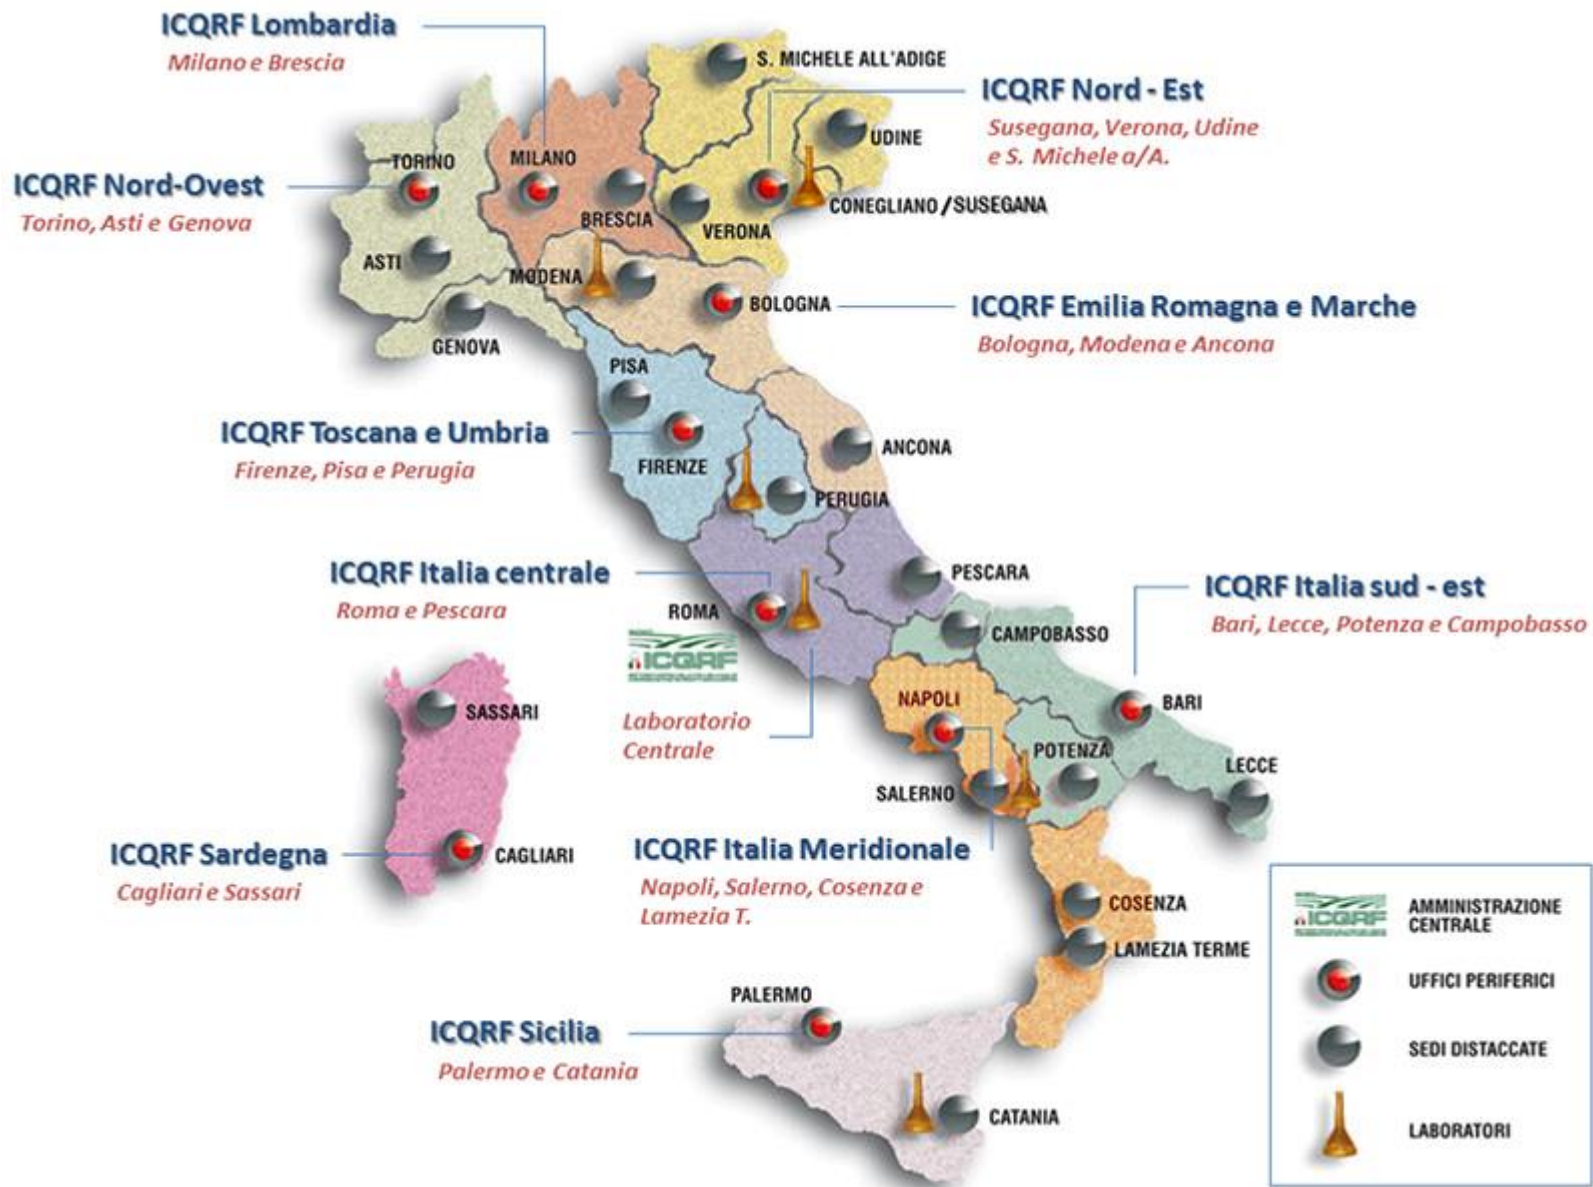 ICQRF Lombardia
Milano e Brescia
S. MICHELE ALL'ADIGE
ICQRF Nord - Est
Susegana, Verona, Udine
e S. Michele a/A.
UDINE
TORINO
MILANO
ICQRF Nord-Ovest
Torino, Asti e Genova
BRESCIA
VERONA
CONEGLIANO/SUSEGANA
ASTI
MODENA
BOLOGNA
ICQRF Emilia Romagna e Marche
Bologna, Modena e Ancona
GENOVA
PISA
ICQRF Toscana e Umbria
Firenze, Pisa e Perugia
FIRENZE
ANCONA
PERUGIA
ICQRF Italia centrale
Roma e Pescara
ROMA
ICQRF
PESCARA
ICQRF Italia sud - est
Bari, Lecce, Potenza e Campobasso
CAMPOBASSO
SASSARI
Laboratorio
Centrale
NAPOLI
BARI
POTENZA
LECCE
SALERNO
ICQRF Sardegna
Cagliari e Sassari
CAGLIARI
ICQRF Italia Meridionale
Napoli, Salerno, Cosenza e
Lamezia T.
COSENZA
LAMEZIA TERME
PALERMO
ICQRF Sicilia
Palermo e Catania
CATANIA
ICQRF
AMMINISTRAZIONE
CENTRALE
UFFICI PERIFERICI
SEDI DISTACCATE
LABORATORI